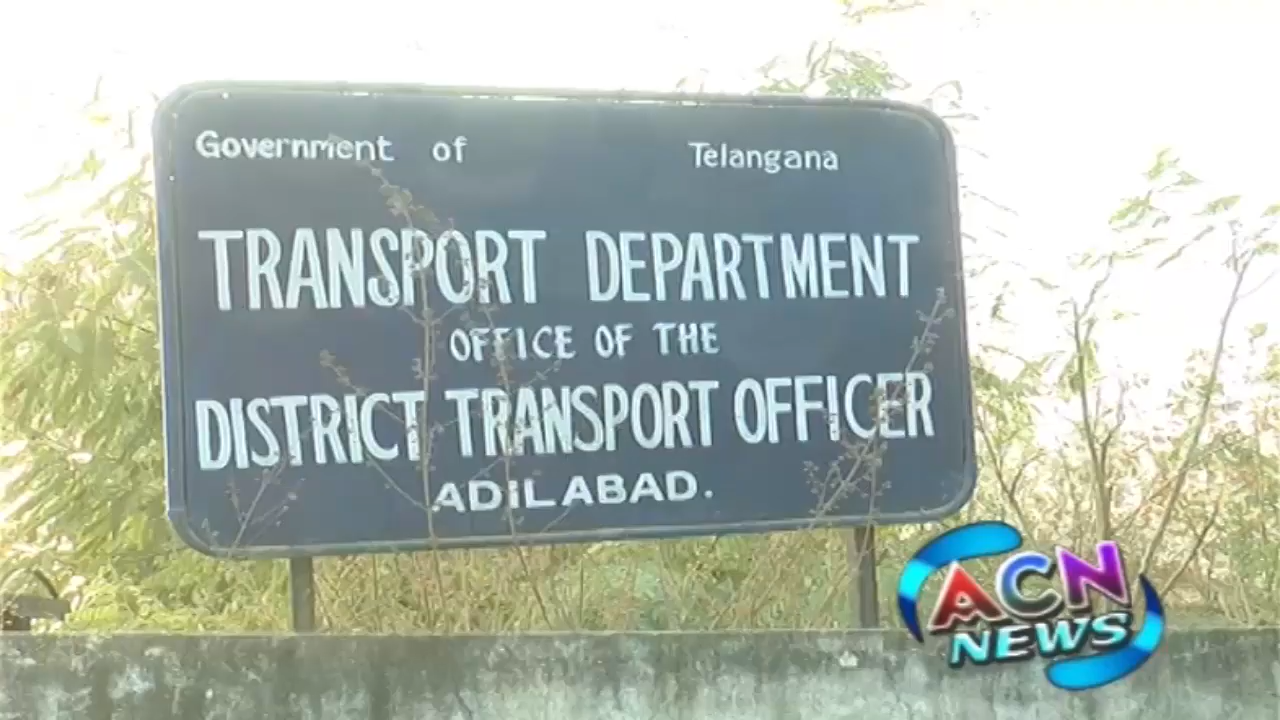 Government of Telangana
TRANSPORT DEPARTMENT
OFFICE OF THE
DISTRICT TRANSPORT OFFICER
ADILABAD.
ACN
NEWS